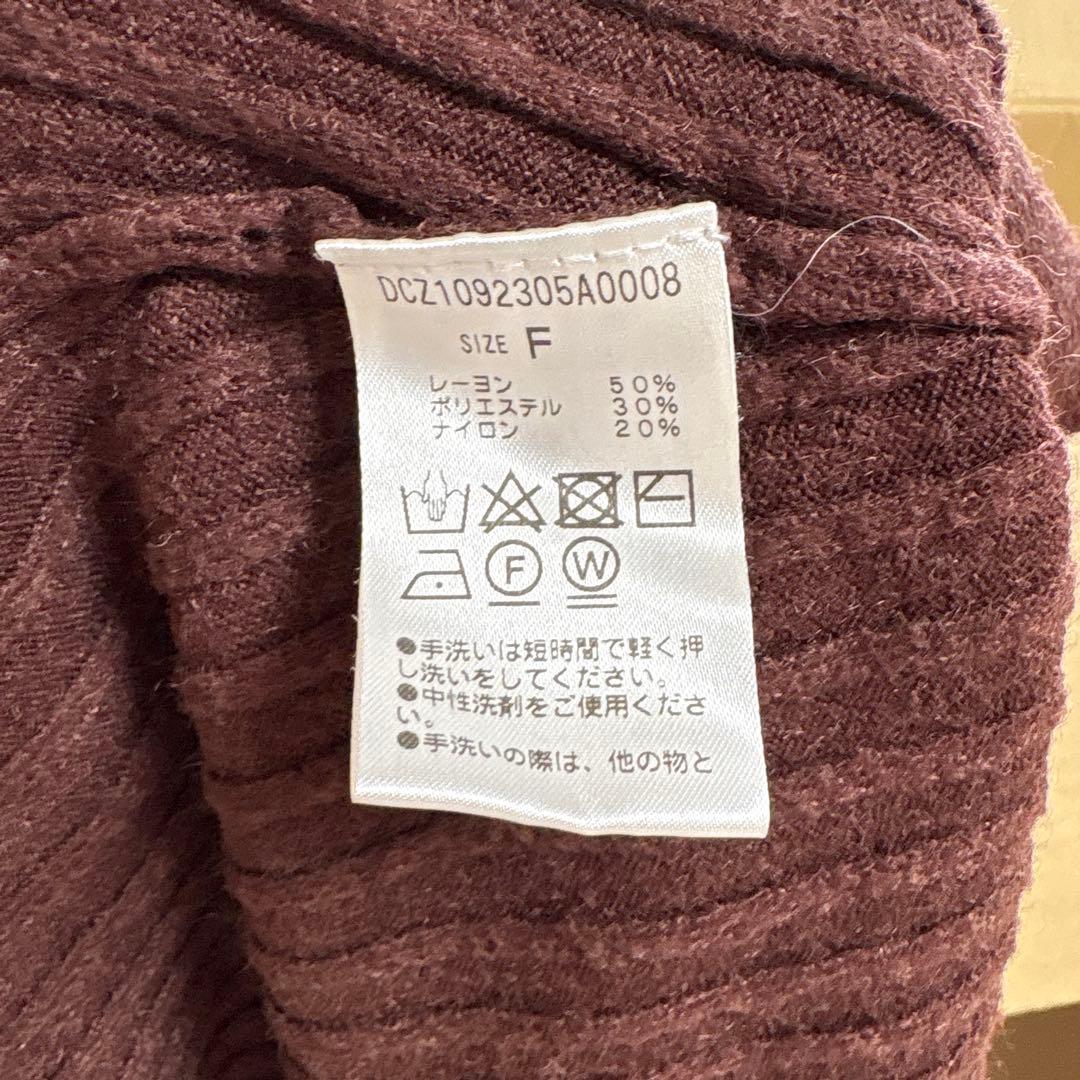 DCZ1092305A0008
SIZE F
レーヨン 50%
ポリエステル 30%
ナイロン 20%
F W
●手洗いは短時間で軽く押
し洗いをしてください。
●中性洗剤をご使用くださ
い。
●手洗いの際は、他の物と